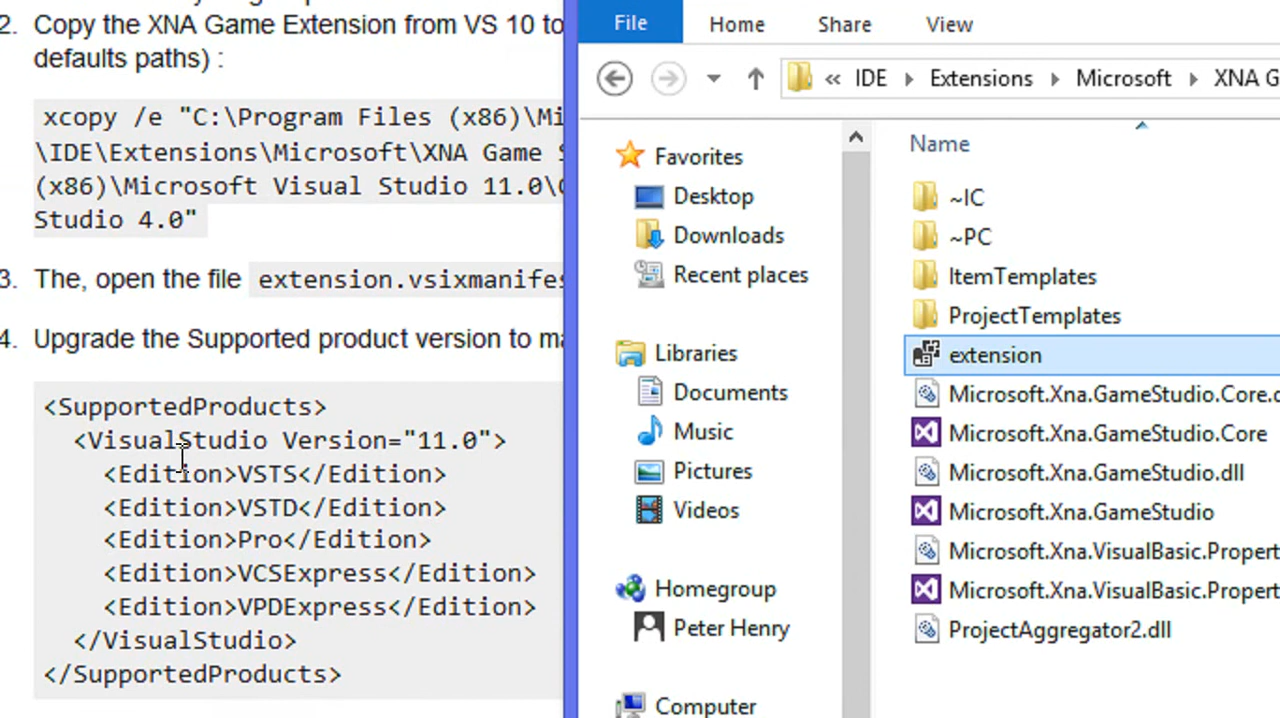 2. Copy the XNA Game Extension from VS 10 to
defaults paths) :
xcopy /e "C:\Program Files (x86)\Mi
\IDE\Extensions\Microsoft\XNA Game S
(x86)\Microsoft Visual Studio 11.0\C
Studio 4.0"
3. The, open the file extension.vsixmanifes
4. Upgrade the Supported product version to ma
<SupportedProducts>
<VisualStudio Version="11.0">
<Edition>VSTS</Edition>
<Edition>VSTD</Edition>
<Edition>Pro</Edition>
<Edition>VCSExpress</Edition>
<Edition>VPDExpress</Edition>
</VisualStudio>
</SupportedProducts>
File Home Share View
« IDE Extensions Microsoft XNA G
Favorites
Desktop
Downloads
Recent places
Libraries
Documents
Music
Pictures
Videos
Homegroup
Peter Henry
Computer
Name
~IC
~PC
ItemTemplates
ProjectTemplates
extension
Microsoft.Xna.GameStudio.Core.c
Microsoft.Xna.GameStudio.Core
Microsoft.Xna.GameStudio.dll
Microsoft.Xna.GameStudio
Microsoft.Xna.VisualBasic.Propert
Microsoft.Xna.VisualBasic.Propert
ProjectAggregator2.dll